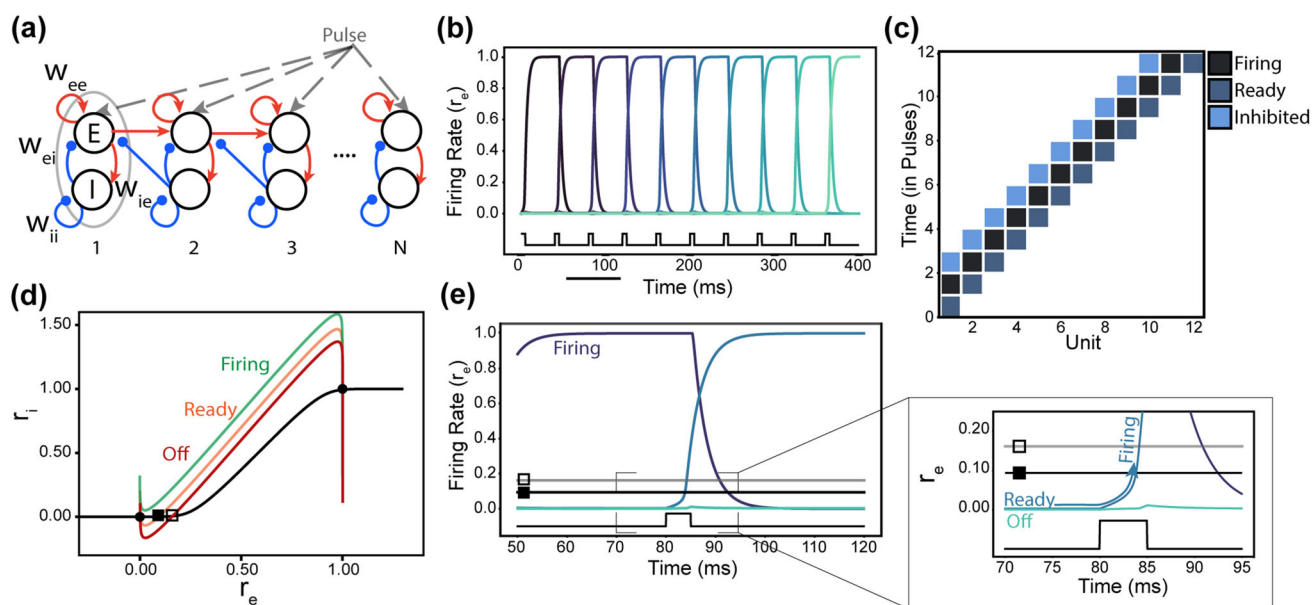 (a)
Pulse
w_ee
E
w_ei
I
w_ie
w_ii
1
2
3
....
N
(b)
Firing Rate (r_e)
1.0
0.8
0.6
0.4
0.2
0.0
0
100
200
300
400
Time (ms)
(c)
Time (in Pulses)
12
8
6
4
2
0
2
4
6
8
10
12
Unit
Firing
Ready
Inhibited
(d)
r_i
1.50
1.00
0.50
0.00
Firing
Ready
Off
0.00
0.50
1.00
r_e
(e)
Firing Rate (r_e)
1.0
0.8
0.6
0.4
0.2
0.0
Firing
50
60
70
80
90
100
110
120
Time (ms)
r_e
0.20
0.10
0.00
Firing
Ready
Off
70
75
80
85
90
95
Time (ms)